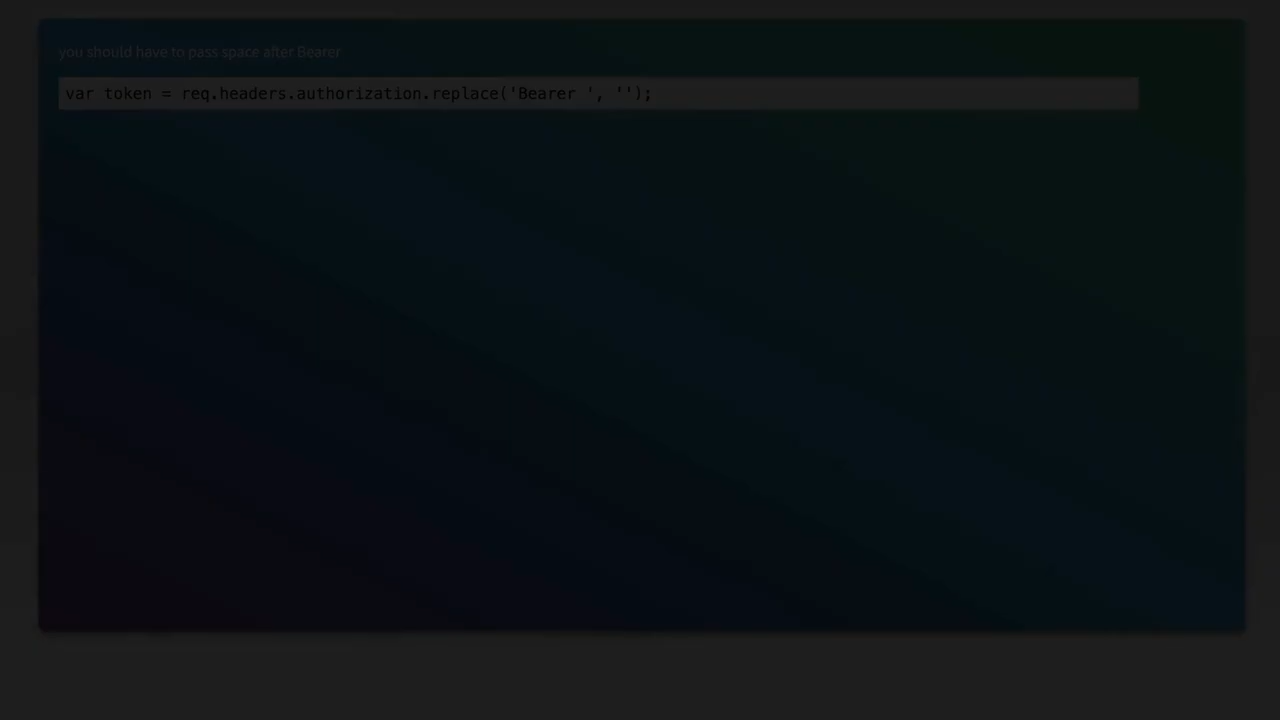 you should have to pass space after Bearer
var token = req.headers.authorization.replace('Bearer ', '');